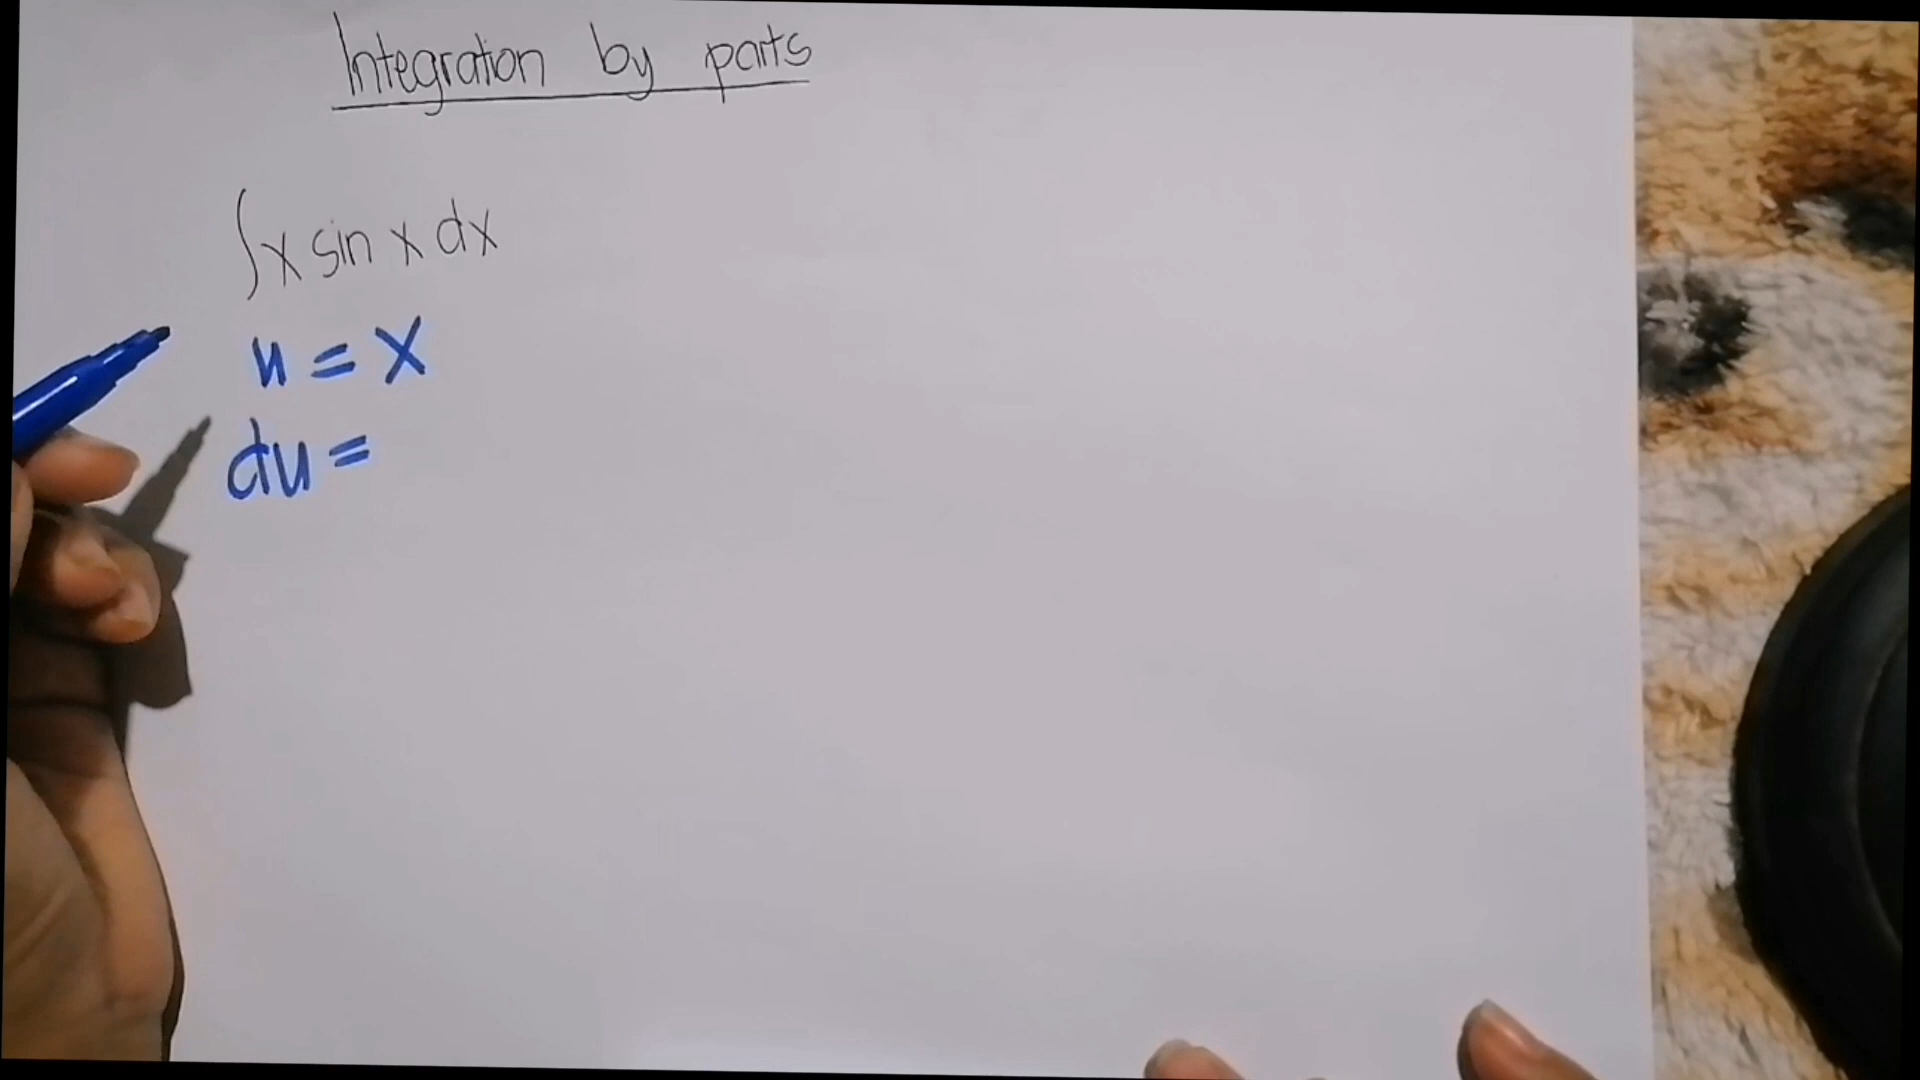 Integration by parts
∫x sin x dx
u = x
du =